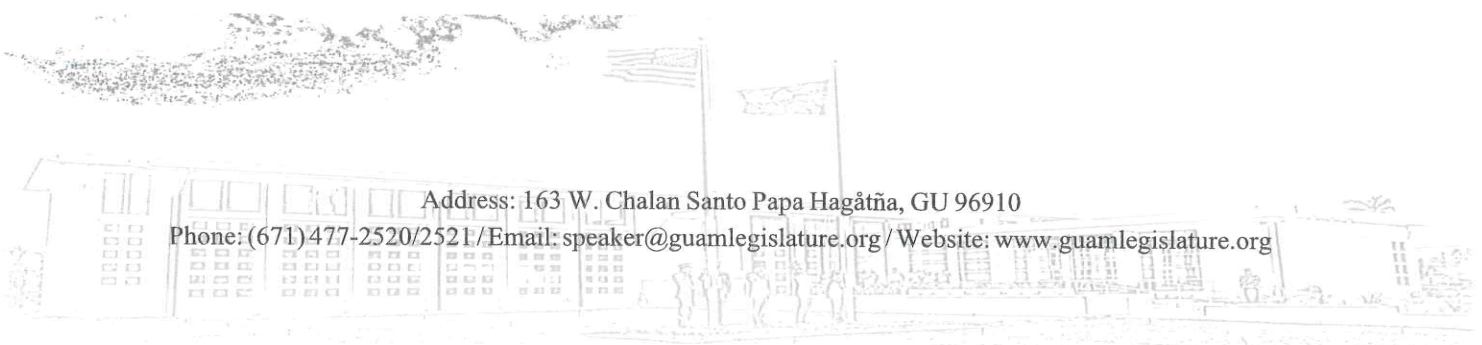 Address: 163 W. Chalan Santo Papa Hagåtña, GU 96910
Phone: (671) 477-2520/2521 / Email: speaker@guamlegislature.org / Website: www.guamlegislature.org